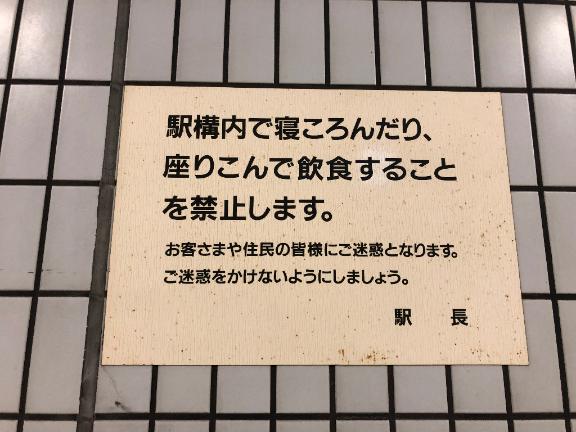 駅構内で寝ころんだり、
座りこんで飲食すること
を禁止します。
お客さまや住民の皆様にご迷惑となります。
ご迷惑をかけないようにしましょう。
駅　長